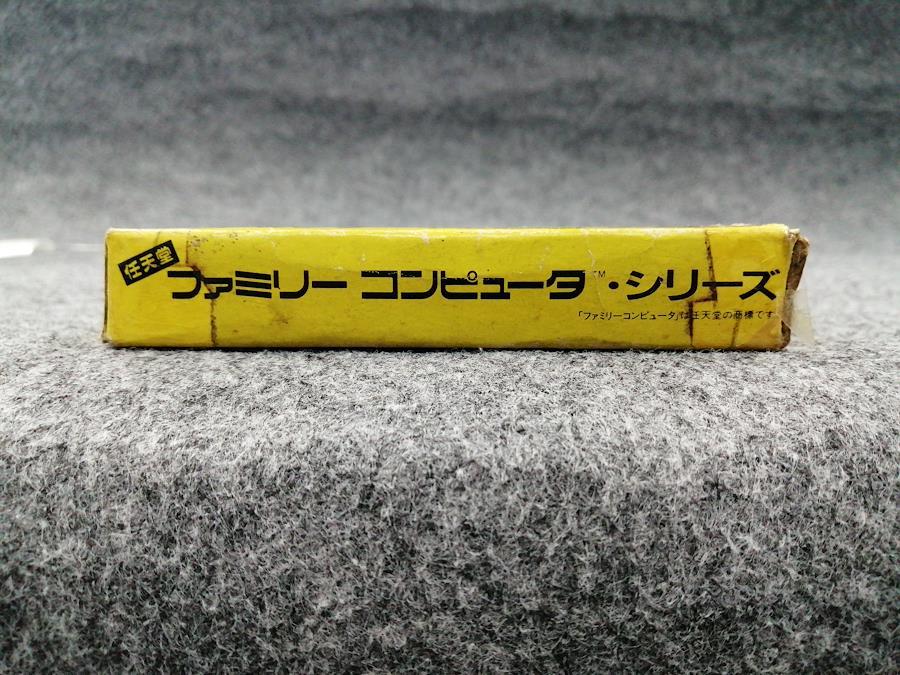 任天堂
ファミリー コンピュータ™・シリーズ
「ファミリーコンピュータ」は任天堂の商標です